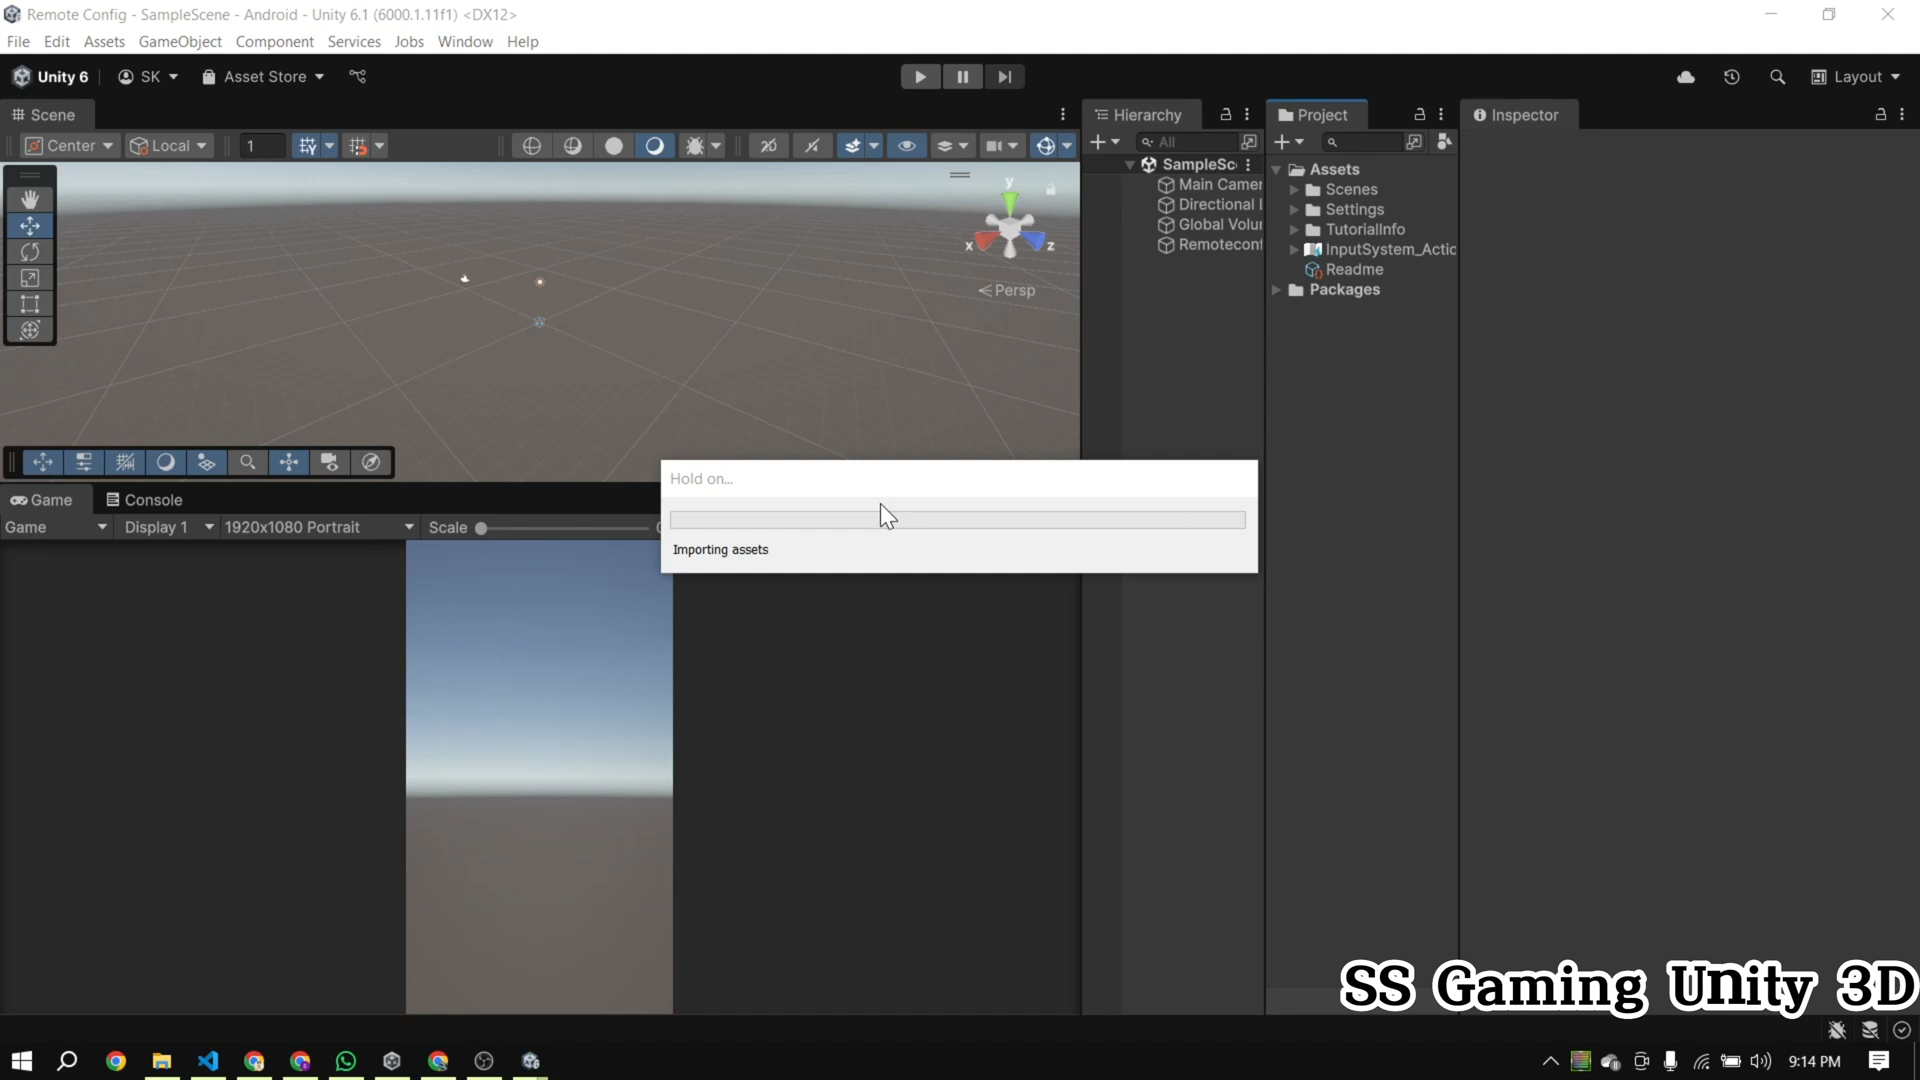 Remote Config - SampleScene - Android - Unity 6.1 (6000.1.11f1) <DX12>
File Edit Assets GameObject Component Services Jobs Window Help
Unity 6 SK Asset Store Layout
Scene
Hierarchy
Project
Inspector
Center Local 1
All
y
x z
Persp
SampleSc
Main Camer
Directional l
Global Volu
Remoteconf
Assets
Scenes
Settings
TutorialInfo
InputSystem_Actic
Readme
Packages
Game Console
Game Display 1 1920x1080 Portrait Scale
Hold on...
Importing assets
SS Gaming Unity 3D
9:14 PM